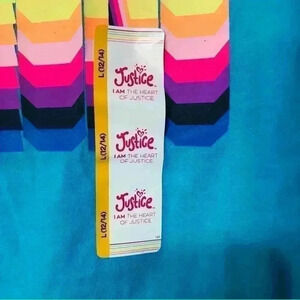 L (12/14)
Justice
I AM THE HEART
OF JUSTICE.
L (12/14)
Justice
I AM THE HEART
OF JUSTICE.
L (12/14)
Justice
I AM THE HEART
OF JUSTICE.